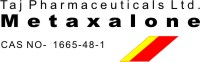 Taj Pharmaceuticals Ltd.
Metaxalone
CAS NO- 1665-48-1